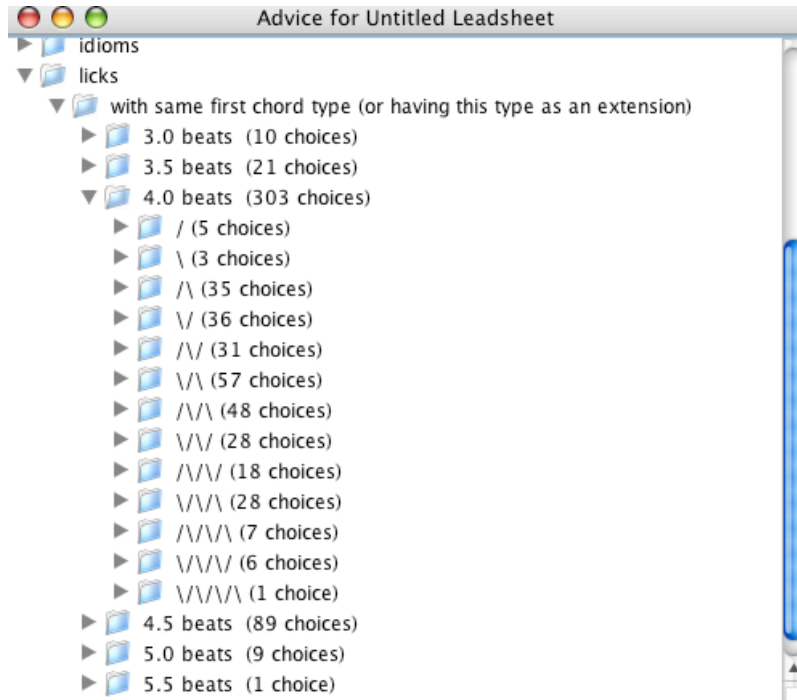 Advice for Untitled Leadsheet
idioms
licks
with same first chord type (or having this type as an extension)
3.0 beats (10 choices)
3.5 beats (21 choices)
4.0 beats (303 choices)
/ (5 choices)
\ (3 choices)
/\ (35 choices)
\/ (36 choices)
/\/ (31 choices)
\/\ (57 choices)
/\/\ (48 choices)
\/\/ (28 choices)
/\/\/ (18 choices)
\/\/\ (28 choices)
/\/\/\ (7 choices)
\/\/\/ (6 choices)
\/\/\/\ (1 choice)
4.5 beats (89 choices)
5.0 beats (9 choices)
5.5 beats (1 choice)